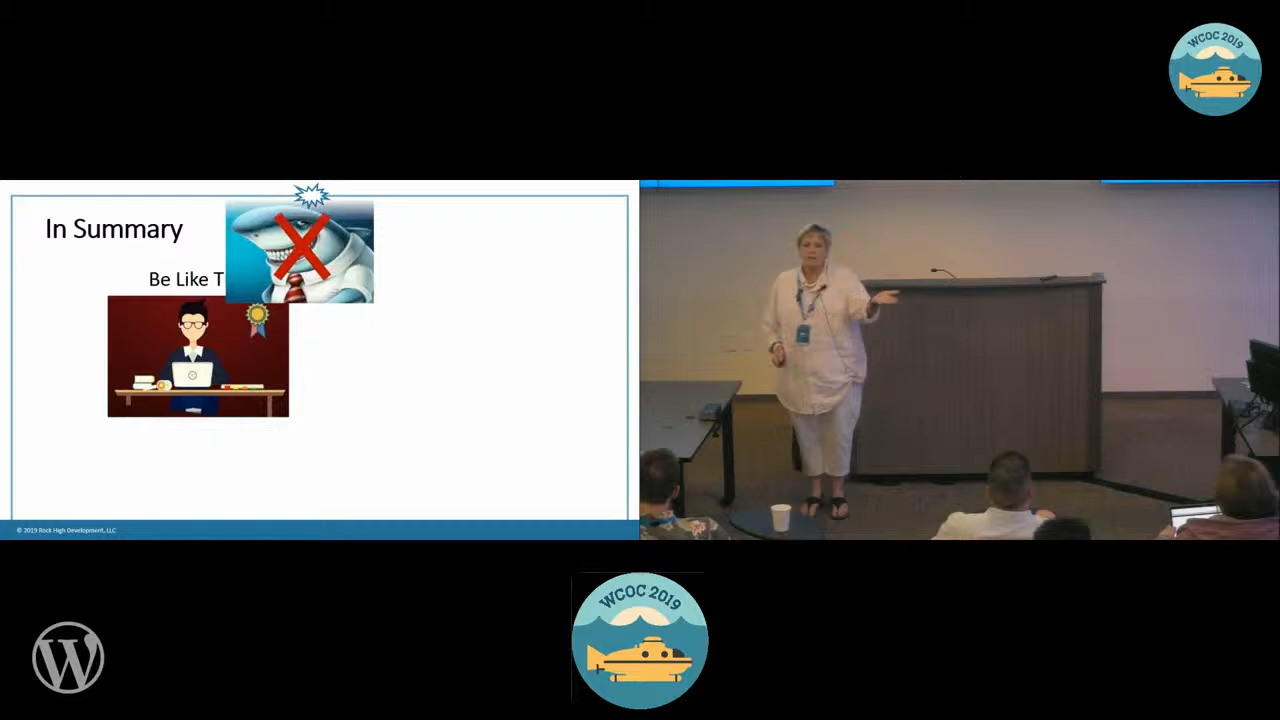 WCOC 2019
In Summary
Be Like T
© 2019 Rock High Development, LLC
WCOC 2019